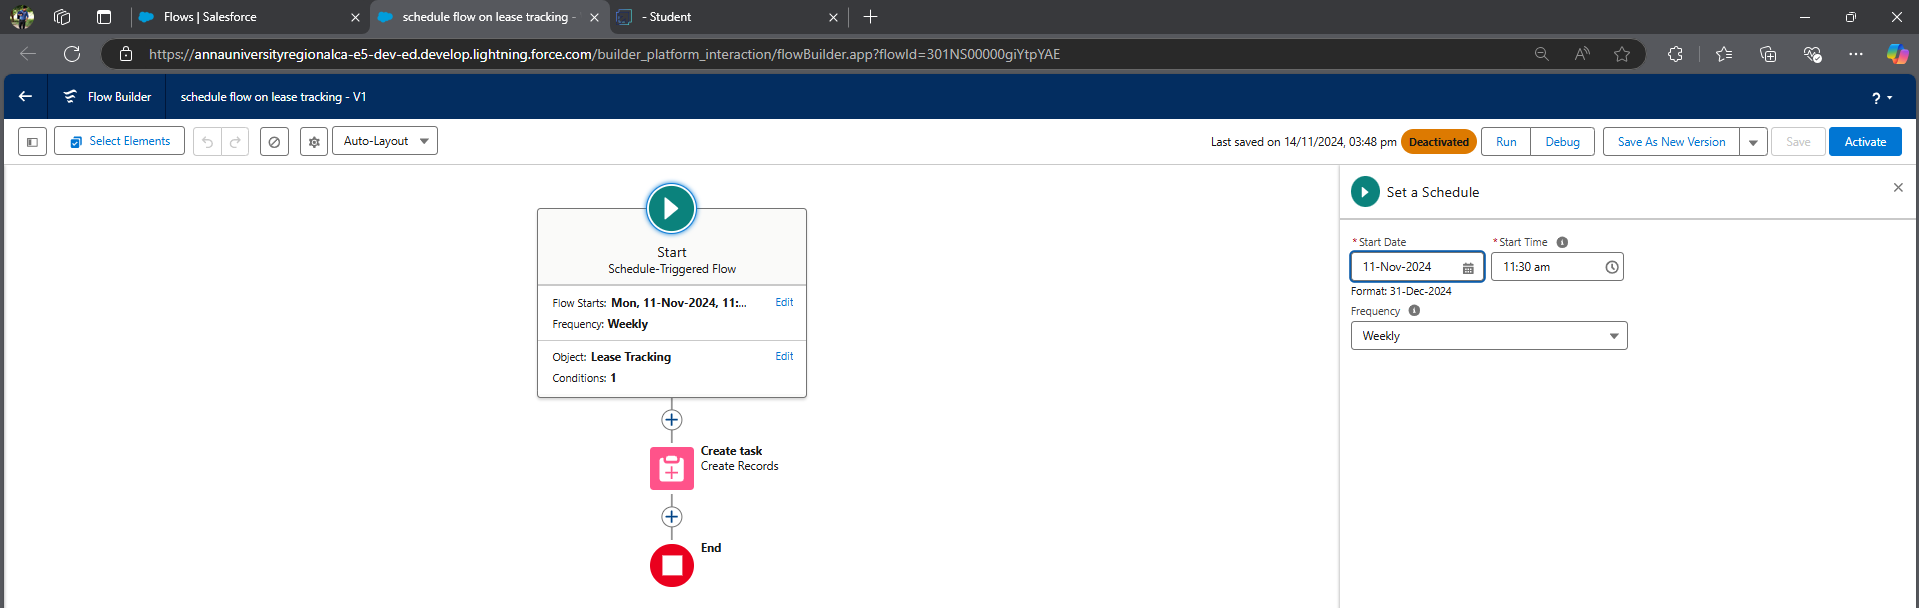 Flows | Salesforce
schedule flow on lease tracking -
- Student
https://annauniversityregionalca-e5-dev-ed.develop.lightning.force.com/builder_platform_interaction/flowBuilder.app?flowId=301NS00000giYtpYAE
Flow Builder
schedule flow on lease tracking - V1
?
Select Elements
Auto-Layout
Last saved on 14/11/2024, 03:48 pm
Deactivated
Run
Debug
Save As New Version
Save
Activate
Start
Schedule-Triggered Flow
Flow Starts: Mon, 11-Nov-2024, 11:... Edit
Frequency: Weekly
Object: Lease Tracking Edit
Conditions: 1
Create task
Create Records
End
Set a Schedule
*Start Date *Start Time
11-Nov-2024 11:30 am
Format: 31-Dec-2024
Frequency
Weekly